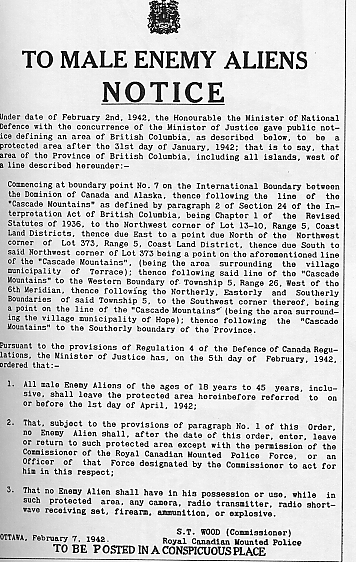 TO MALE ENEMY ALIENS
NOTICE
Under date of February 2nd, 1942, the Honourable the Minister of National
Defence with the concurrence of the Minister of Justice gave public not-
ice defining an area of British Columbia, as described below, to be a
protected area after the 31st day of January, 1942; that is to say, that
area of the Province of British Columbia, including all islands, west of
a line described hereunder:-
Commencing at boundary point No. 7 on the International Boundary between
the Dominion of Canada and Alaska, thence following the line of the
"Cascade Mountains" as defined by paragraph 2 of Section 24 of the In-
terpretation Act of British Columbia, being Chapter 1 of the Revised
Statutes of 1936, to the Northwest corner of Lot 13-10, Range 5, Coast
Land Districts, thence due East to a point due North of the Northwest
corner of Lot 373, Range 5, Coast Land District, thence due South to
said Northwest corner of Lot 373 being a point on the aforementioned line
of the "Cascade Mountains", (being the area surrounding the village
municipality of Terrace); thence following said line of the "Cascade
Mountains" to the Western Boundary of Township 5, Range 26, West of the
6th Meridian, thence following the Northerly, Easterly and Southerly
Boundaries of said Township 5, to the Southwest corner thereof, being
a point on the line of the "Cascade Mountains" (being the area surround-
ing the village municipality of Hope); thence following the "Cascade
Mountains" to the Southerly boundary of the Province.
Pursuant to the provisions of Regulation 4 of the Defence of Canada Regu-
lations, the Minister of Justice has, on the 5th day of February, 1942,
ordered that:-
1. All male Enemy Aliens of the ages of 18 years to 45 years, inclu-
sive, shall leave the protected area hereinbefore referred to on
or before the 1st day of April, 1942;
2. That, subject to the provisions of paragraph No. 1 of this Order,
no Enemy Alien shall, after the date of this order, enter, leave
or return to such protected area except with the permission of the
Commissioner of the Royal Canadian Mounted Police Force, or an
Officer of that Force designated by the Commissioner to act for
him in this respect;
3. That no Enemy Alien shall have in his possession or use, while in
such protected area, any camera, radio transmitter, radio short-
wave receiving set, firearm, ammunition, or explosive.
S.T. WOOD (Commissioner)
OTTAWA, February 7, 1942. Royal Canadian Mounted Police
TO BE POSTED IN A CONSPICUOUS PLACE